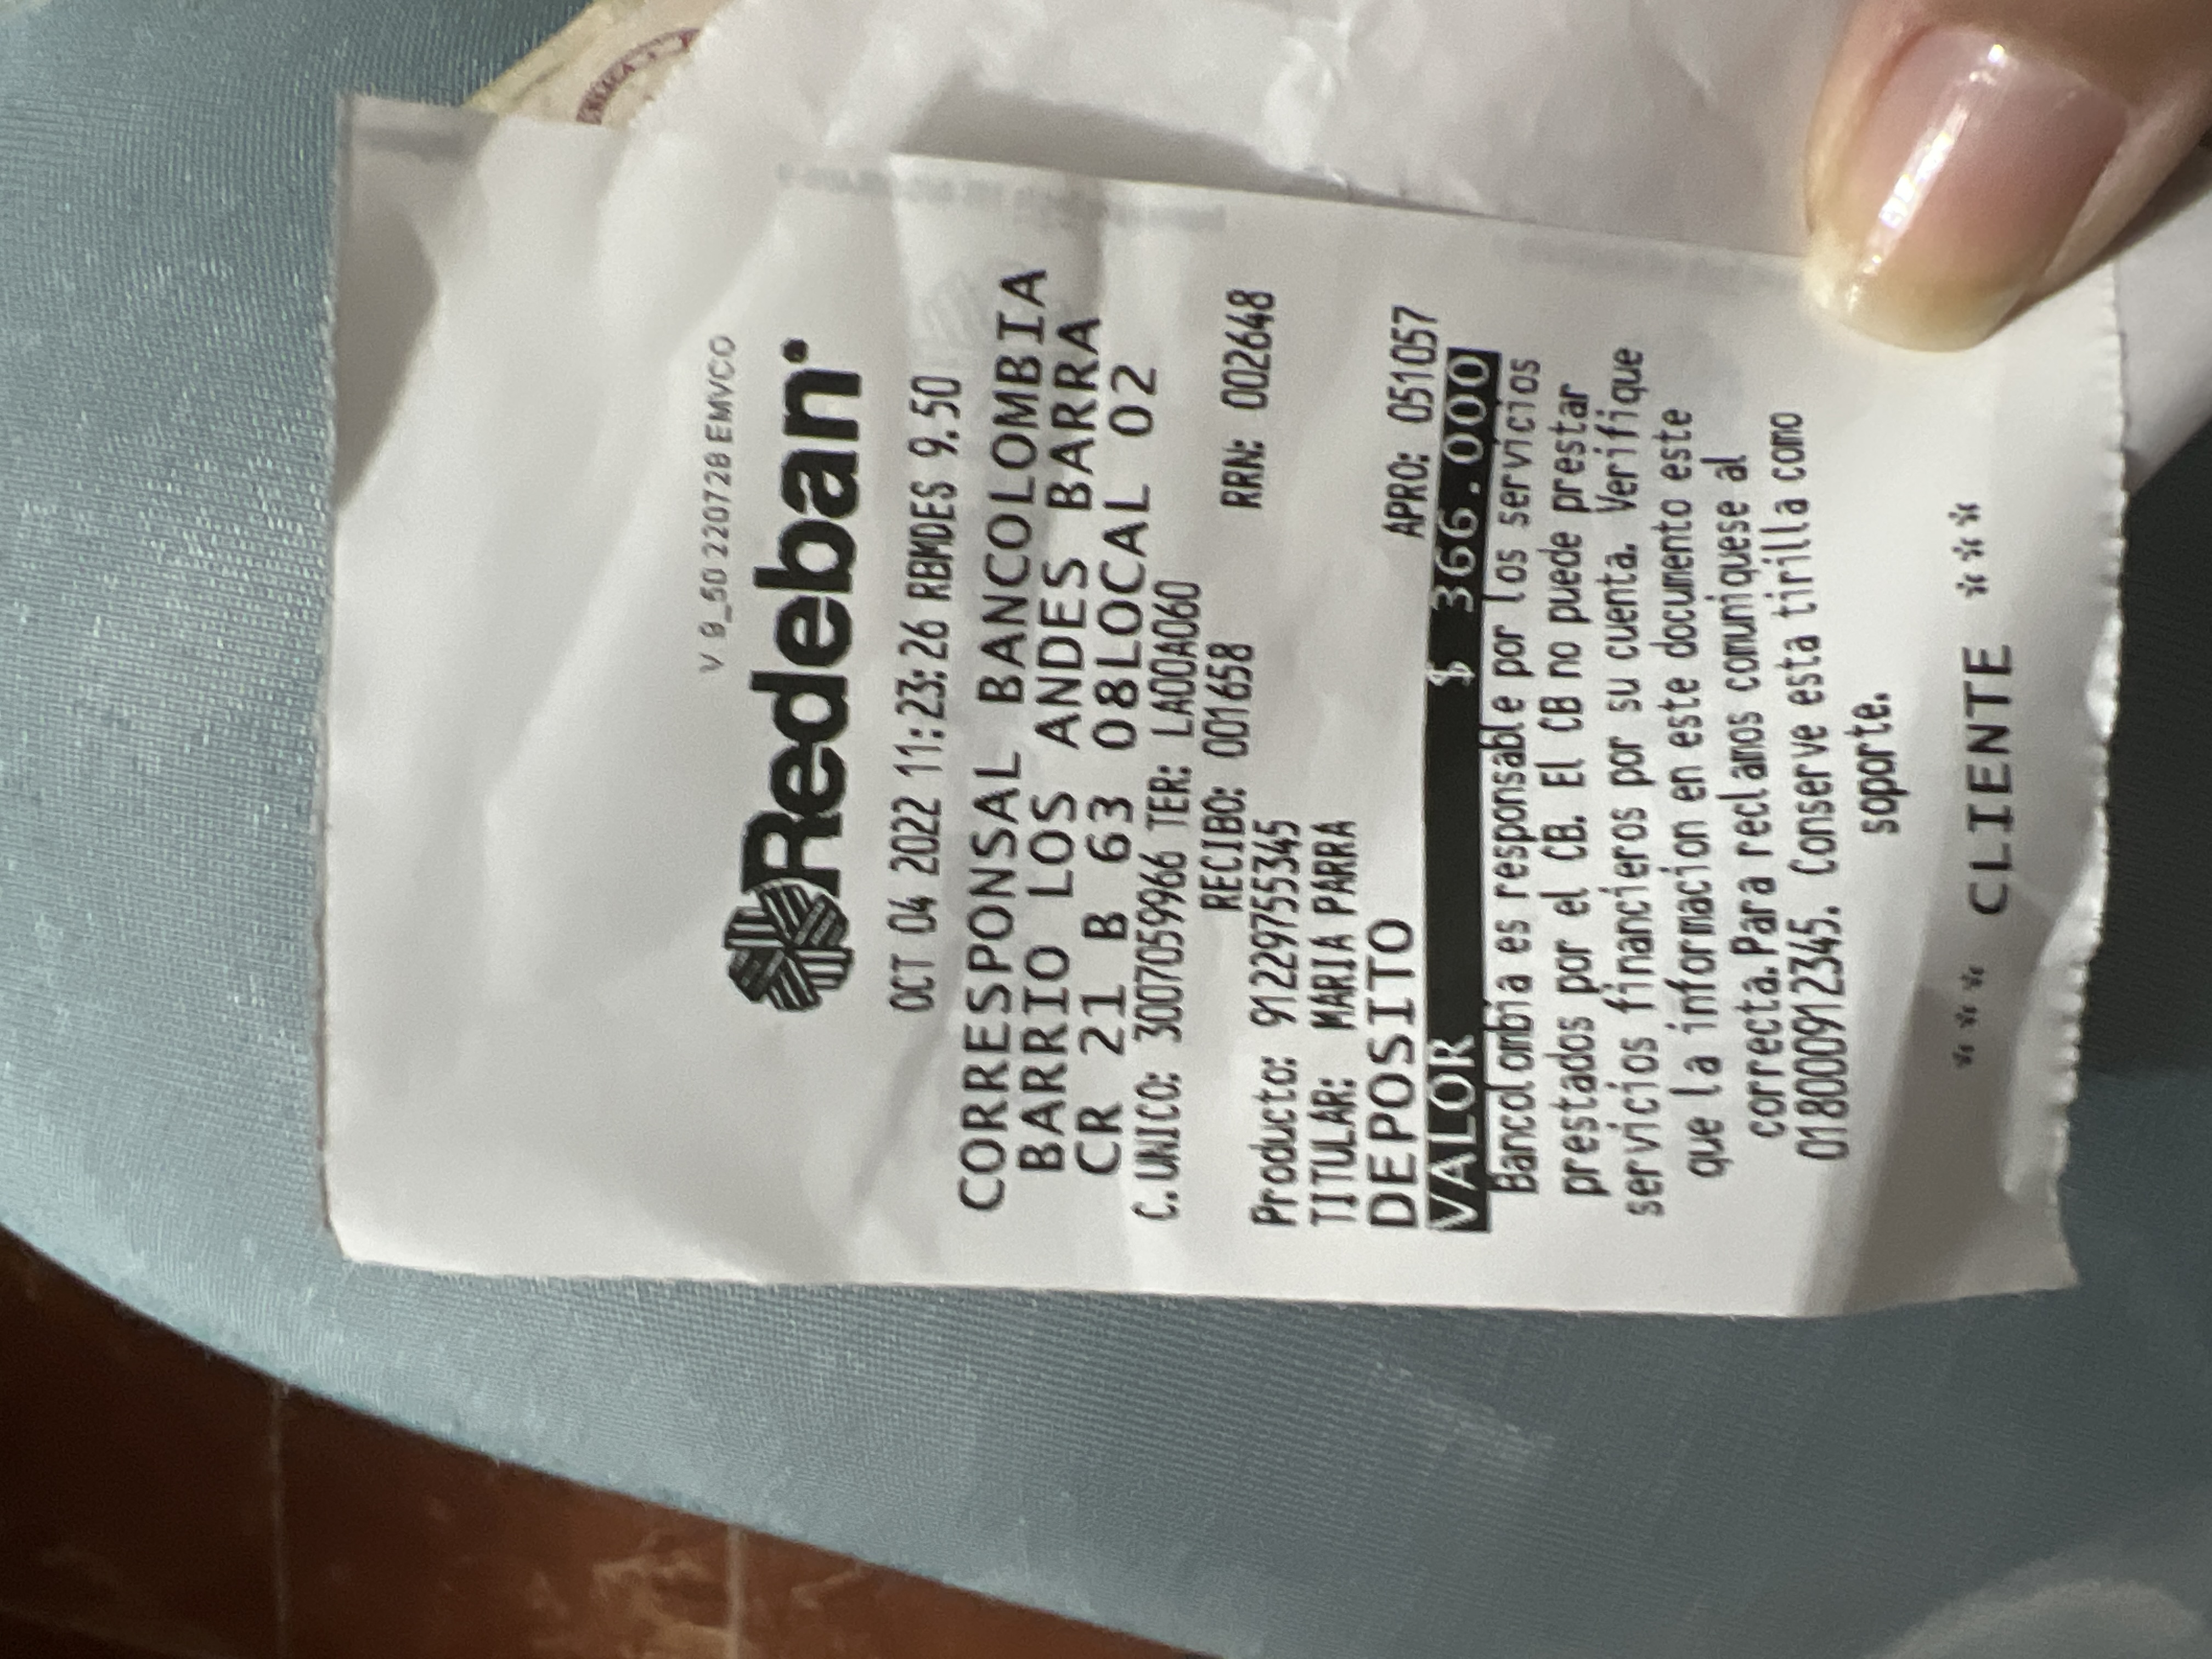 V 9_50 220728 EMVCO
Redeban
OCT 04 2022 11:23:26 RBMDES 9.50
CORRESPONSAL BANCOLOMBIA
BARRIO LOS ANDES BARRA
CR 21 B 63 08LOCAL 02
C.UNICO: 3007059966 TER: LA00A060
RECIBO: 001658 RRN: 002648
Producto: 91229755345
TITULAR: MARIA PARRA
DEPOSITO APRO: 051057
VALOR $ 366.000
Bancolombia es responsable por los servicios
prestados por el CB. El CB no puede prestar
servicios financieros por su cuenta. Verifique
que la informacion en este documento este
correcta.Para reclamos comuniquese al
018000912345. Conserve esta tirilla como
soporte.
*** CLIENTE ***